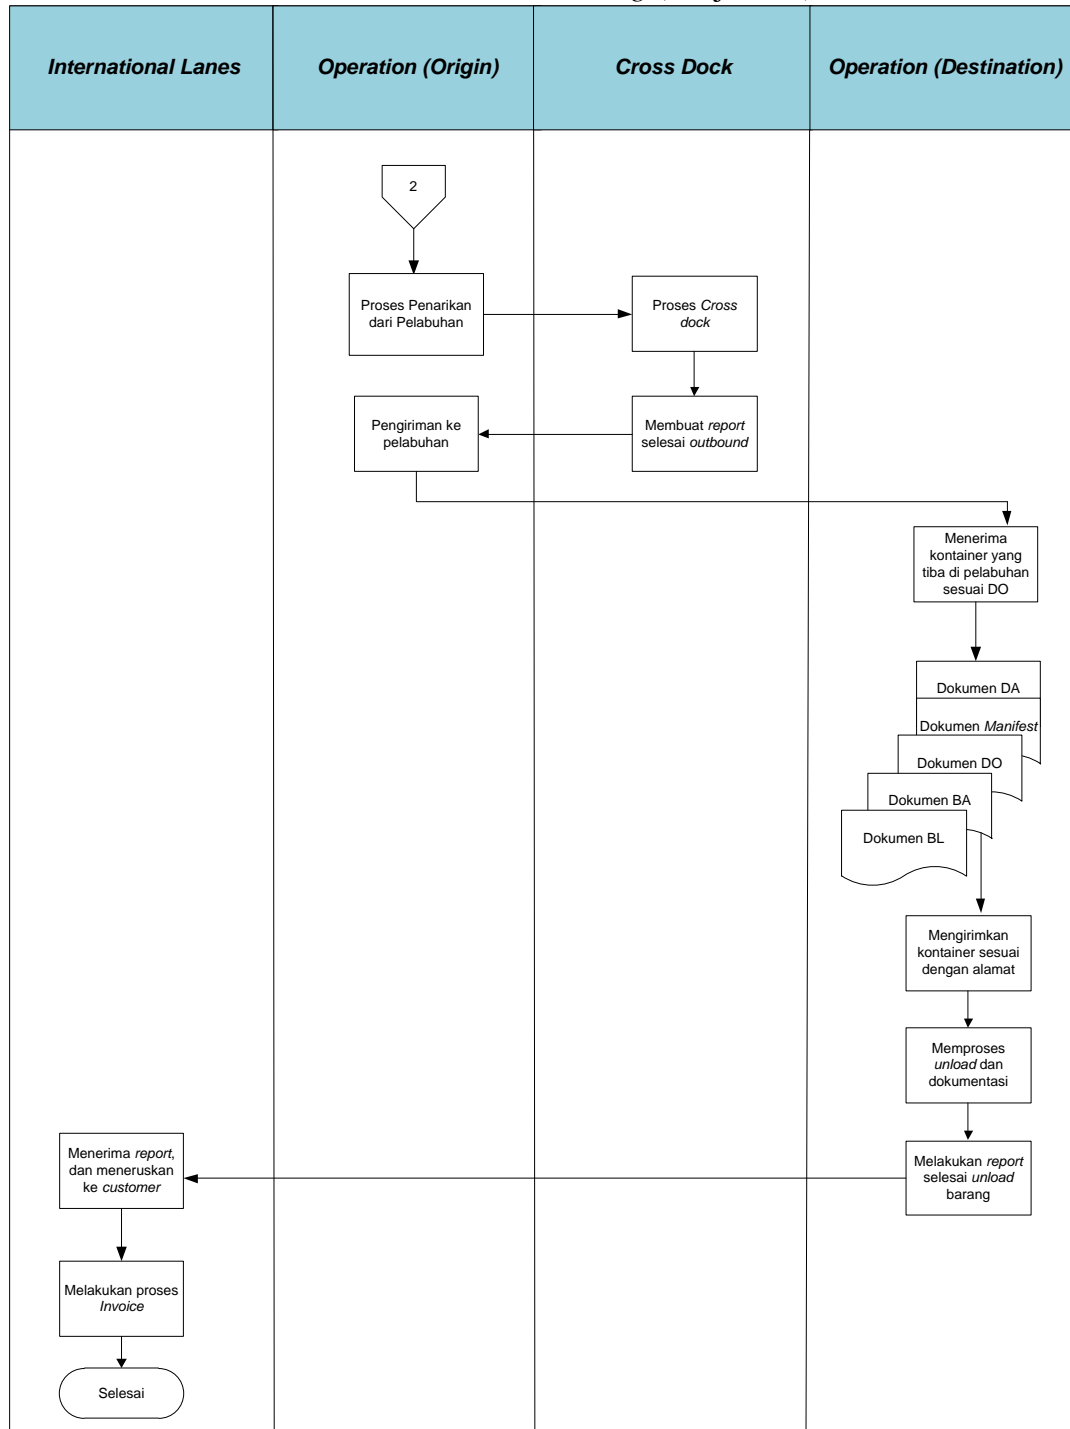 International Lanes
Operation (Origin)
Cross Dock
Operation (Destination)
2
Proses Penarikan
dari Pelabuhan
Proses Cross
dock
Pengiriman ke
pelabuhan
Membuat report
selesai outbound
Menerima
kontainer yang
tiba di pelabuhan
sesuai DO
Dokumen DA
Dokumen Manifest
Dokumen DO
Dokumen BA
Dokumen BL
Mengirimkan
kontainer sesuai
dengan alamat
Memproses
unload dan
dokumentasi
Melakukan report
selesai unload
barang
Menerima report,
dan meneruskan
ke customer
Melakukan proses
Invoice
Selesai